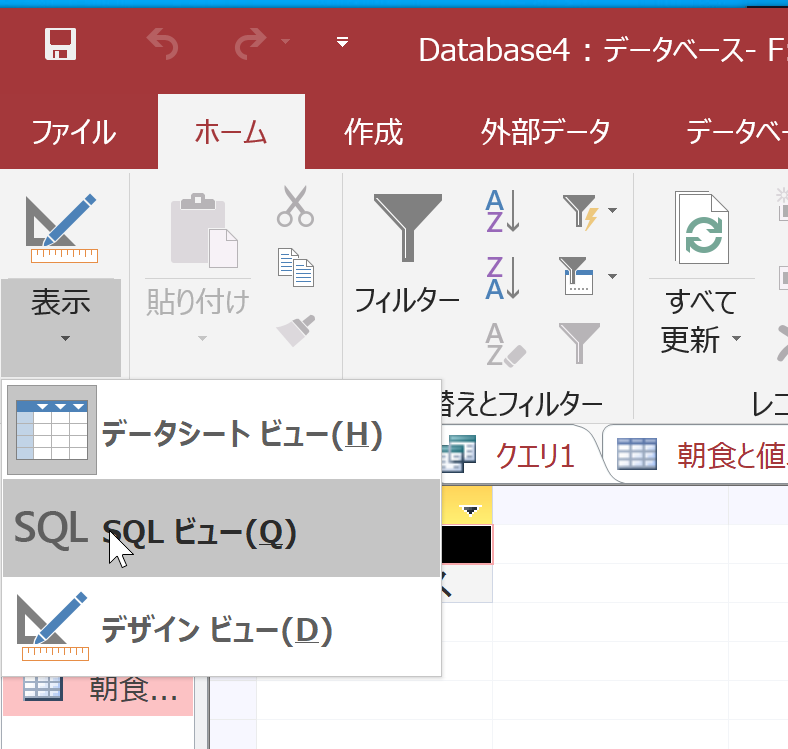 Database4 : データベース- F:
ファイル
ホーム
作成
外部データ
データベー
表示
貼り付け
フィルター
すべて
更新
替えとフィルター
レコ
データシート ビュー(H)
SQL SQL ビュー(Q)
デザイン ビュー(D)
クエリ1
朝食と値
朝食...